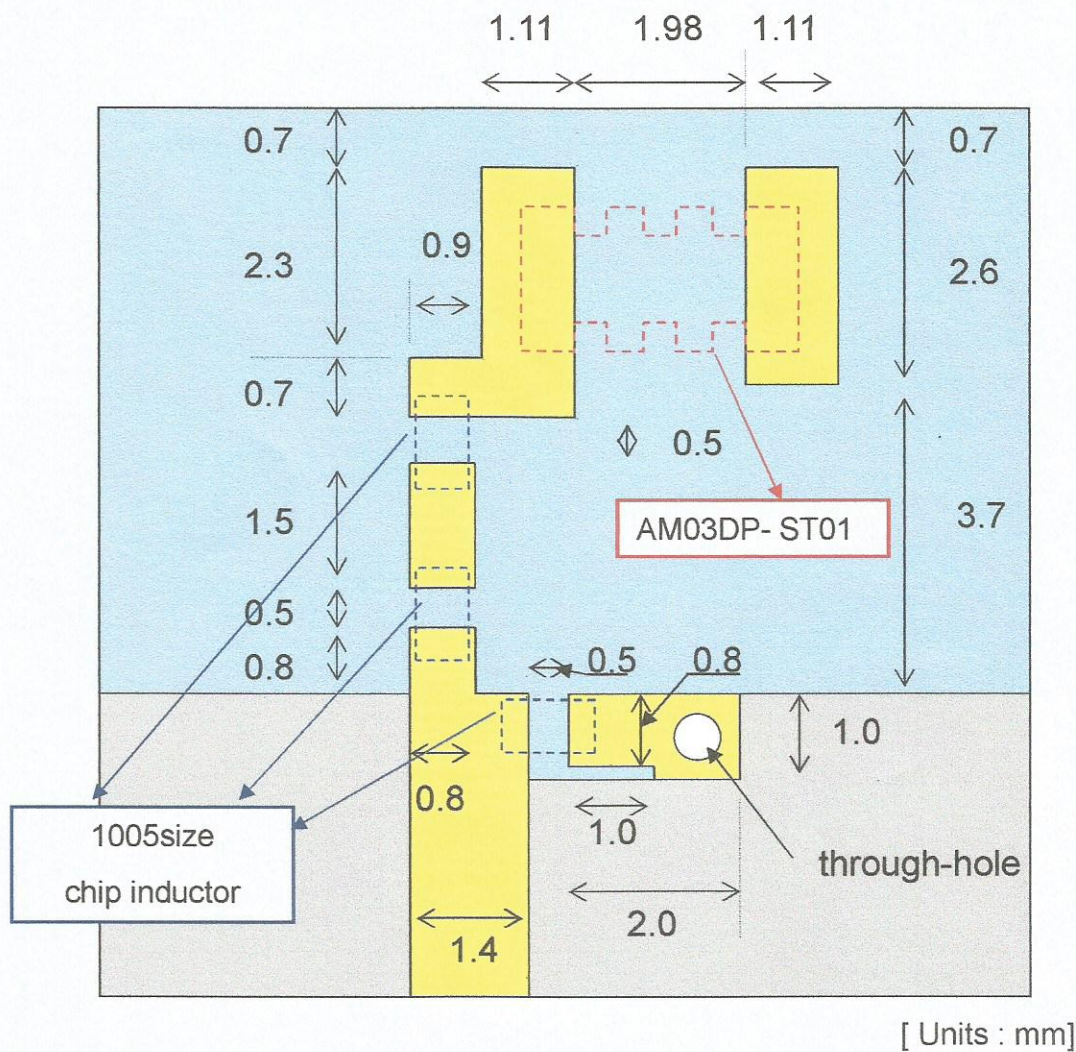 1.11 1.98 1.11
0.7 0.7
2.3 0.9 2.6
0.7
0.5
1.5 AM03DP- ST01 3.7
0.5
0.8 0.5 0.8
1.0
0.8
1005size
chip inductor
1.0 through-hole
1.4 2.0
[ Units : mm]